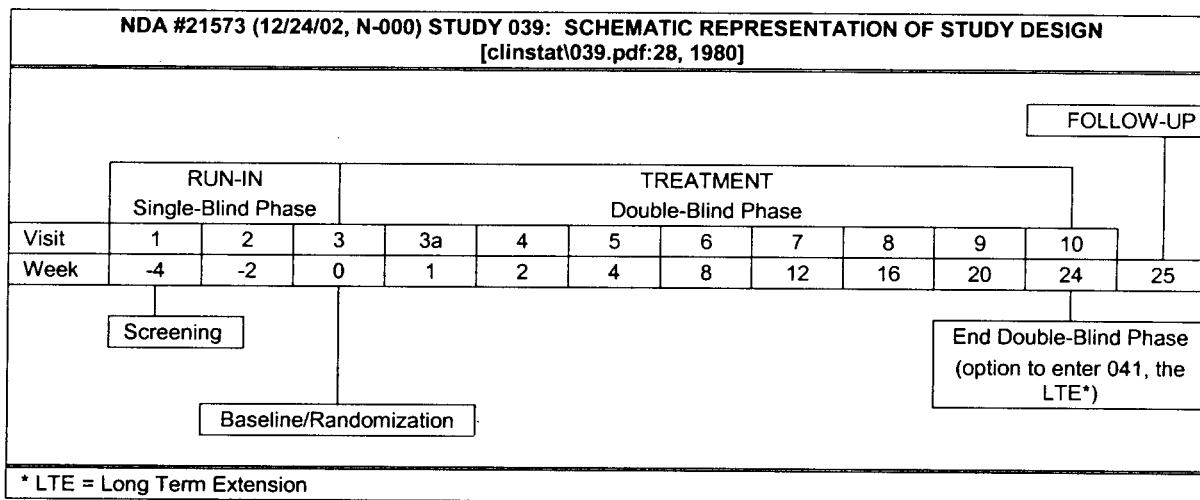 NDA #21573 (12/24/02, N-000) STUDY 039: SCHEMATIC REPRESENTATION OF STUDY DESIGN
[clinstat\039.pdf:28, 1980]
FOLLOW-UP
RUN-IN TREATMENT
Single-Blind Phase Double-Blind Phase
Visit 1 2 3 3a 4 5 6 7 8 9 10
Week -4 -2 0 1 2 4 8 12 16 20 24 25
Screening
End Double-Blind Phase
(option to enter 041, the
LTE*)
Baseline/Randomization
* LTE = Long Term Extension